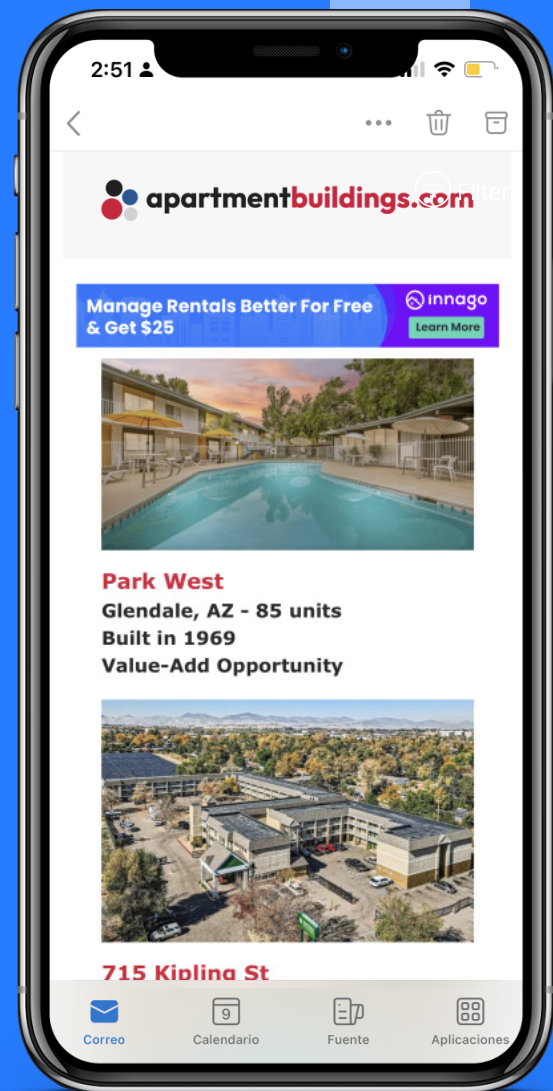 2:51
Filter
apartmentbuildings.com
Manage Rentals Better For Free
& Get $25
innago
Learn More
Park West
Glendale, AZ - 85 units
Built in 1969
Value-Add Opportunity
715 Kipling St
9
Correo
Calendario
Fuente
Aplicaciones